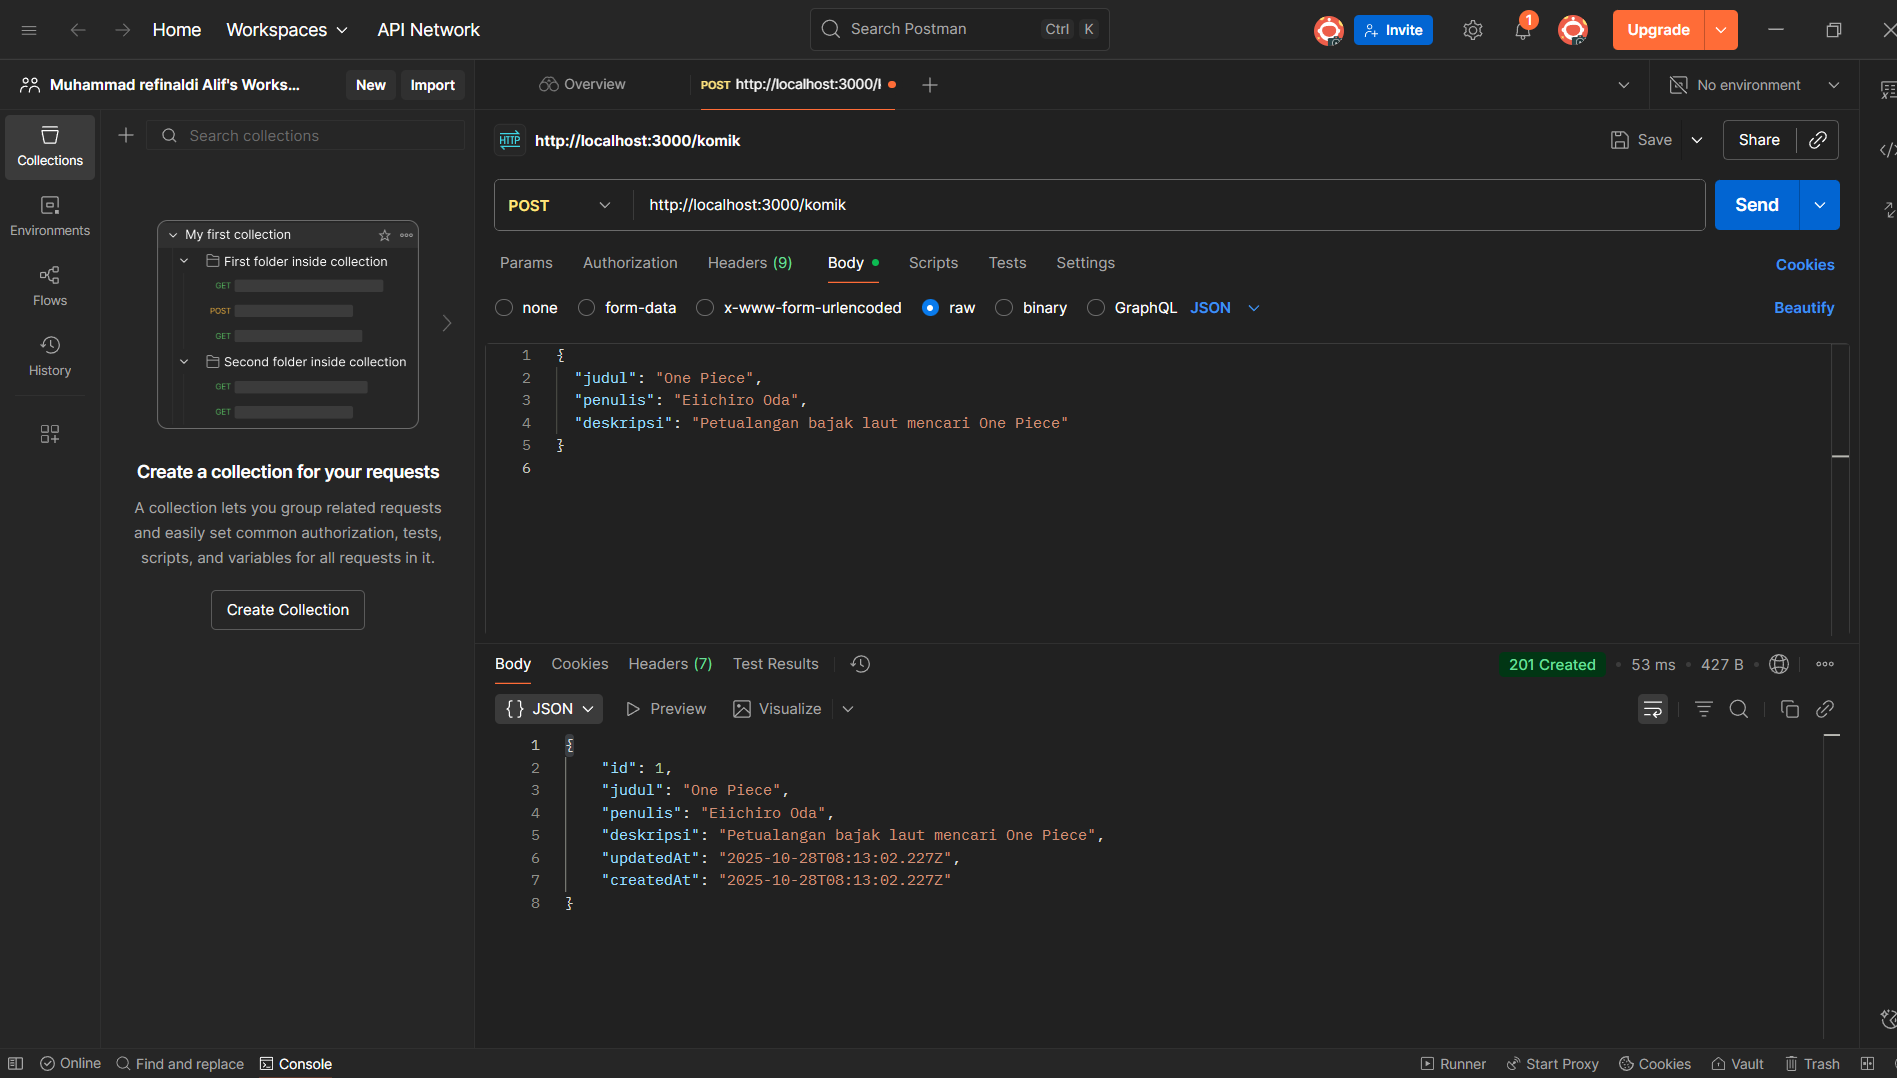 Home
Workspaces
API Network
Search Postman
Ctrl K
Invite
1
Upgrade
Muhammad refinaldi Alif's Works...
New
Import
Overview
POST http://localhost:3000/k
No environment
Collections
Environments
Flows
History
Search collections
My first collection
First folder inside collection
GET
POST
GET
Second folder inside collection
GET
GET
Create a collection for your requests
A collection lets you group related requests
and easily set common authorization, tests,
scripts, and variables for all requests in it.
Create Collection
HTTP http://localhost:3000/komik
Save
Share
POST http://localhost:3000/komik
Send
Params Authorization Headers (9) Body Scripts Tests Settings
Cookies
none form-data x-www-form-urlencoded raw binary GraphQL JSON
Beautify
1 {
2 "judul": "One Piece",
3 "penulis": "Eiichiro Oda",
4 "deskripsi": "Petualangan bajak laut mencari One Piece"
5 }
6
Body Cookies Headers (7) Test Results
201 Created • 53 ms • 427 B •
{} JSON Preview Visualize
1 {
2 "id": 1,
3 "judul": "One Piece",
4 "penulis": "Eiichiro Oda",
5 "deskripsi": "Petualangan bajak laut mencari One Piece",
6 "updatedAt": "2025-10-28T08:13:02.227Z",
7 "createdAt": "2025-10-28T08:13:02.227Z"
8 }
Online Find and replace Console
Runner Start Proxy Cookies Vault Trash